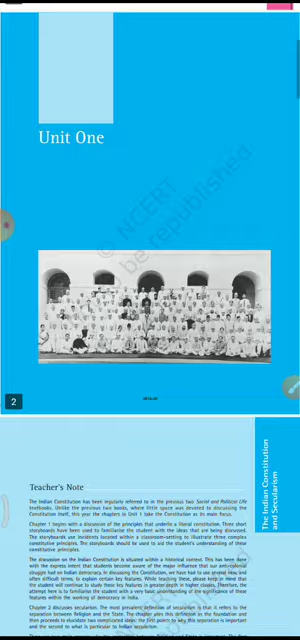 Unit One
© NCERT
be republished
2
Teacher's Note
The Indian Constitution has been regularly referred to in the previous two Social and Political Life
textbooks. Unlike the previous two books, where little space was devoted to discussing the
Constitution itself, this year the chapters in Unit 1 take the Constitution as its main focus.
Chapter 1 begins with a discussion of the principles that underlie a liberal constitution. Three short
storyboards have been used to familiarise the student with the ideas that are being discussed.
The storyboards use incidents located within a classroom-setting to illustrate three complex
constitutive principles. The storyboards should be used to aid the student's understanding of these
constitutive principles.
The discussion on the Indian Constitution is situated within a historical context. This has been done
with the express intent that students become aware of the major influence that our anti-colonial
struggle had on Indian democracy. In discussing the Constitution, we have had to use several new, and
often difficult terms, to explain certain key features. While teaching these, please keep in mind that
the student will continue to study these key features in greater depth in higher classes. Therefore, the
attempt here is to familiarise the student with a very basic understanding of the significance of these
features within the working of democracy in India.
Chapter 2 discusses secularism. The most prevalent definition of secularism is that it refers to the
separation between Religion and the State. The chapter uses this definition as the foundation and
then proceeds to elucidate two complicated ideas: the first points to why this separation is important
and the second to what is particular to Indian secularism.
The Indian Constitution
and Secularism